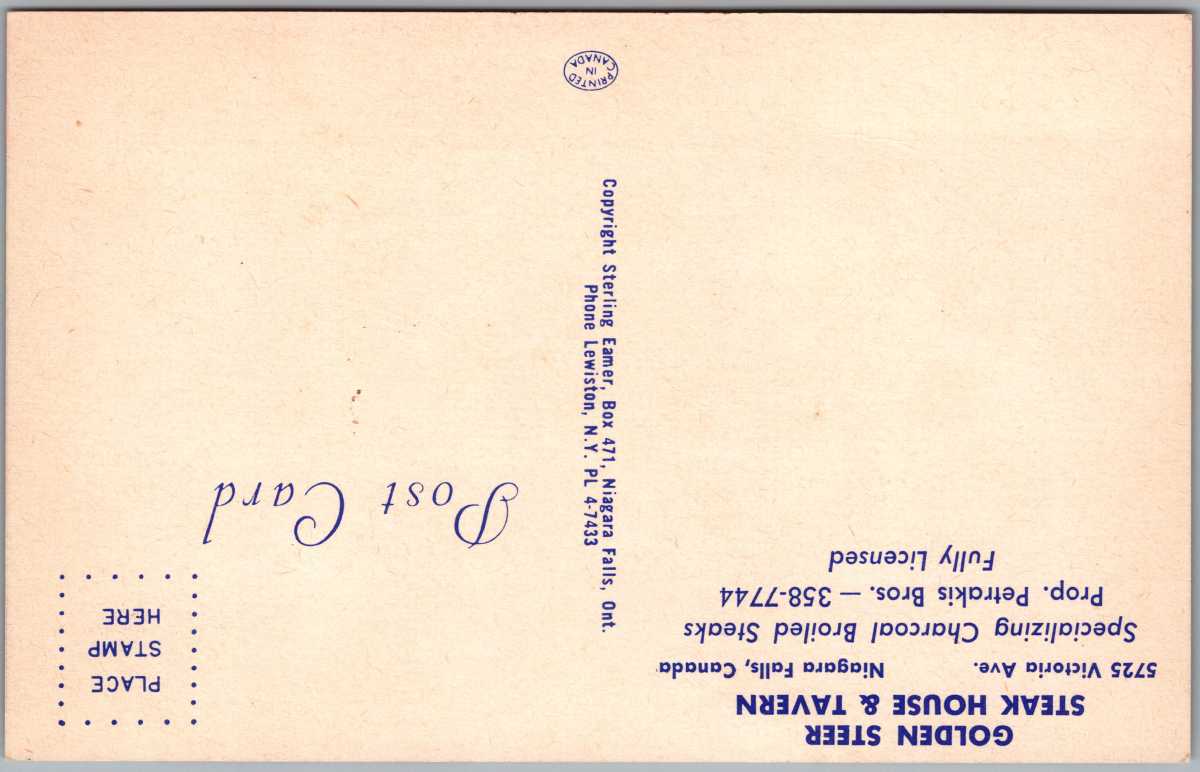 GOLDEN STEER
STEAK HOUSE & TAVERN
5725 Victoria Ave. Niagara Falls, Canada
Specializing Charcoal Broiled Steaks
Prop. Petrakis Bros. — 358-7744
Fully Licensed
Copyright Sterling Eamer, Box 471, Niagara Falls, Ont.
Phone Lewiston, N.Y. PL 4-7433
PRINTED
IN
CANADA
Post Card
PLACE
STAMP
HERE